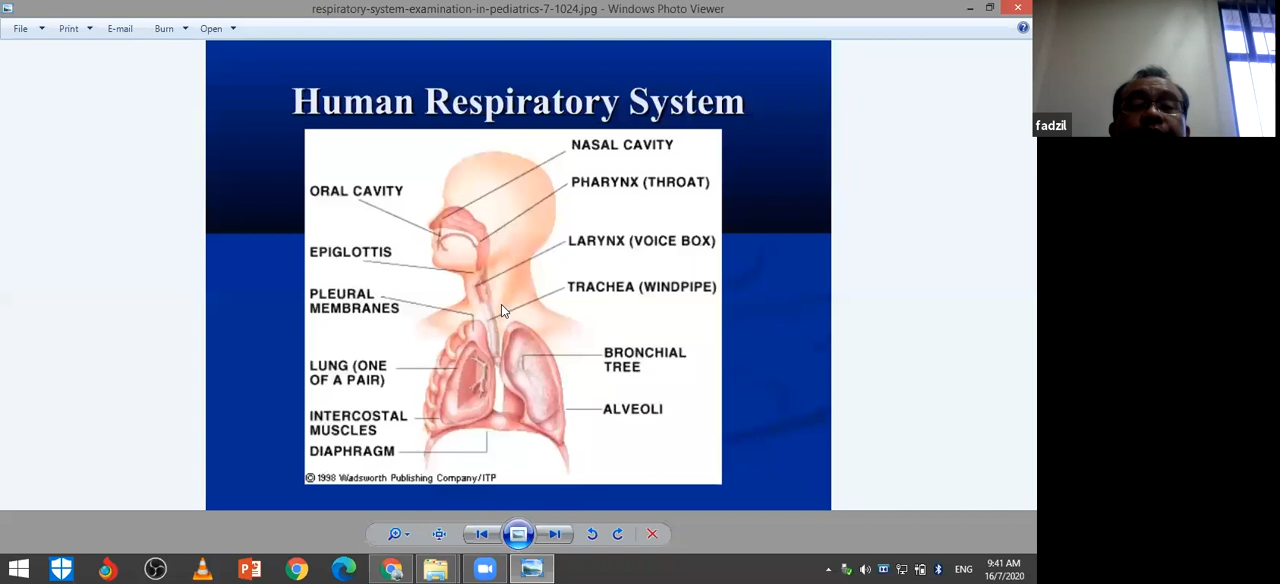 respiratory-system-examination-in-pediatrics-7-1024.jpg - Windows Photo Viewer
File Print E-mail Burn Open
fadzil
Human Respiratory System
NASAL CAVITY
PHARYNX (THROAT)
ORAL CAVITY
LARYNX (VOICE BOX)
EPIGLOTTIS
TRACHEA (WINDPIPE)
PLEURAL
MEMBRANES
BRONCHIAL
TREE
LUNG (ONE
OF A PAIR)
ALVEOLI
INTERCOSTAL
MUSCLES
DIAPHRAGM
© 1998 Wadsworth Publishing Company/ITP
ENG
9:41 AM
16/7/2020